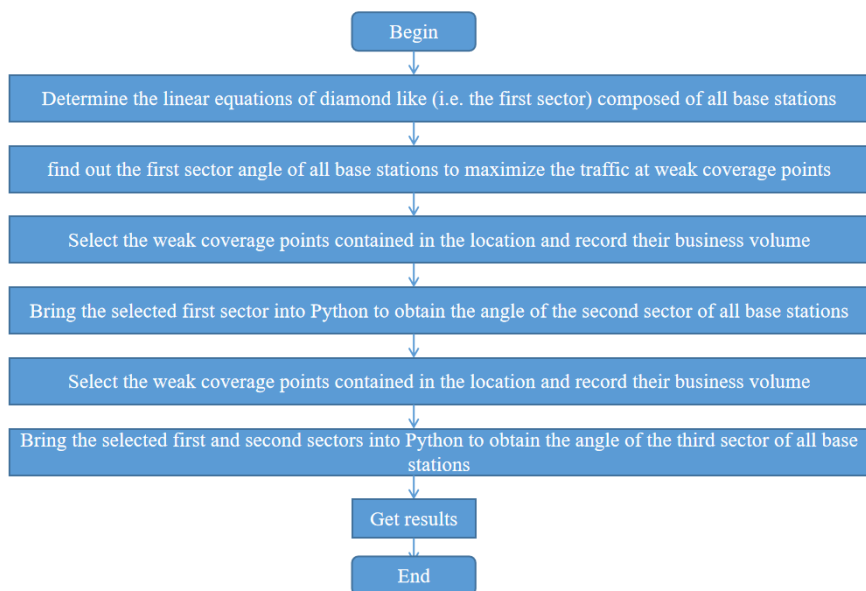 Begin
Determine the linear equations of diamond like (i.e. the first sector) composed of all base stations
find out the first sector angle of all base stations to maximize the traffic at weak coverage points
Select the weak coverage points contained in the location and record their business volume
Bring the selected first sector into Python to obtain the angle of the second sector of all base stations
Select the weak coverage points contained in the location and record their business volume
Bring the selected first and second sectors into Python to obtain the angle of the third sector of all base
stations
Get results
End